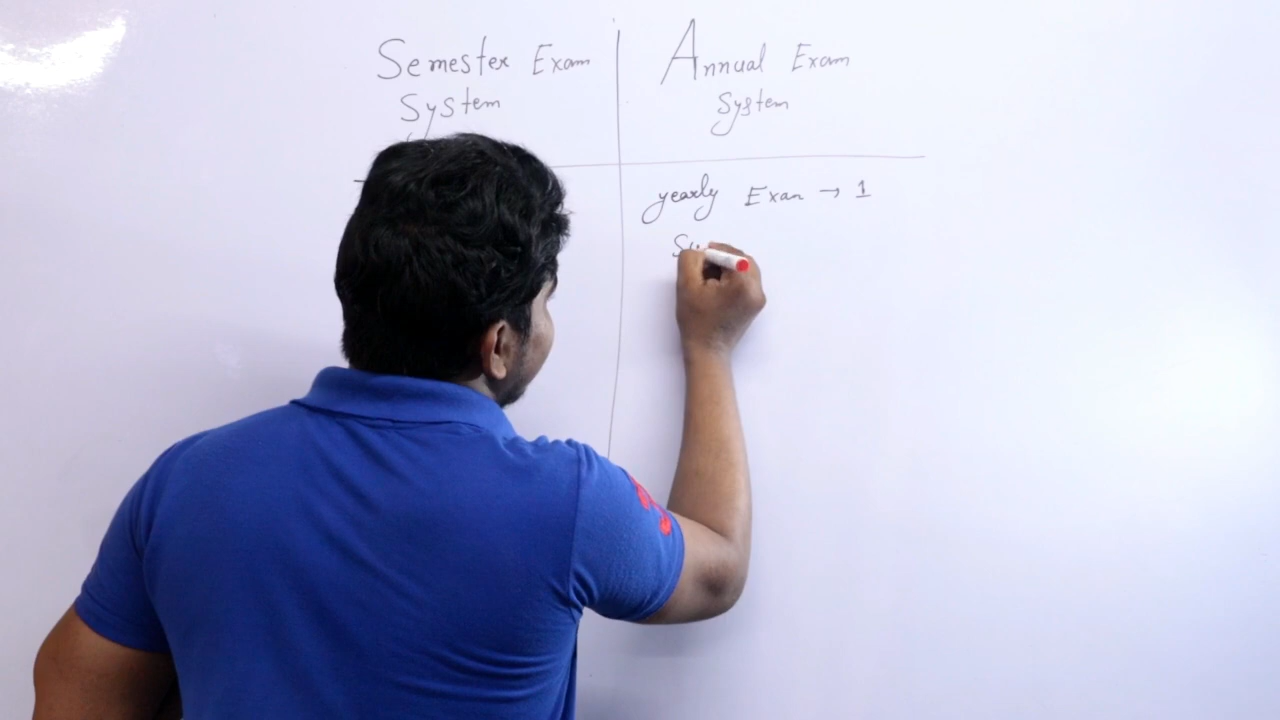 Semester Exam
System
Annual Exam
System
yearly Exam → 1